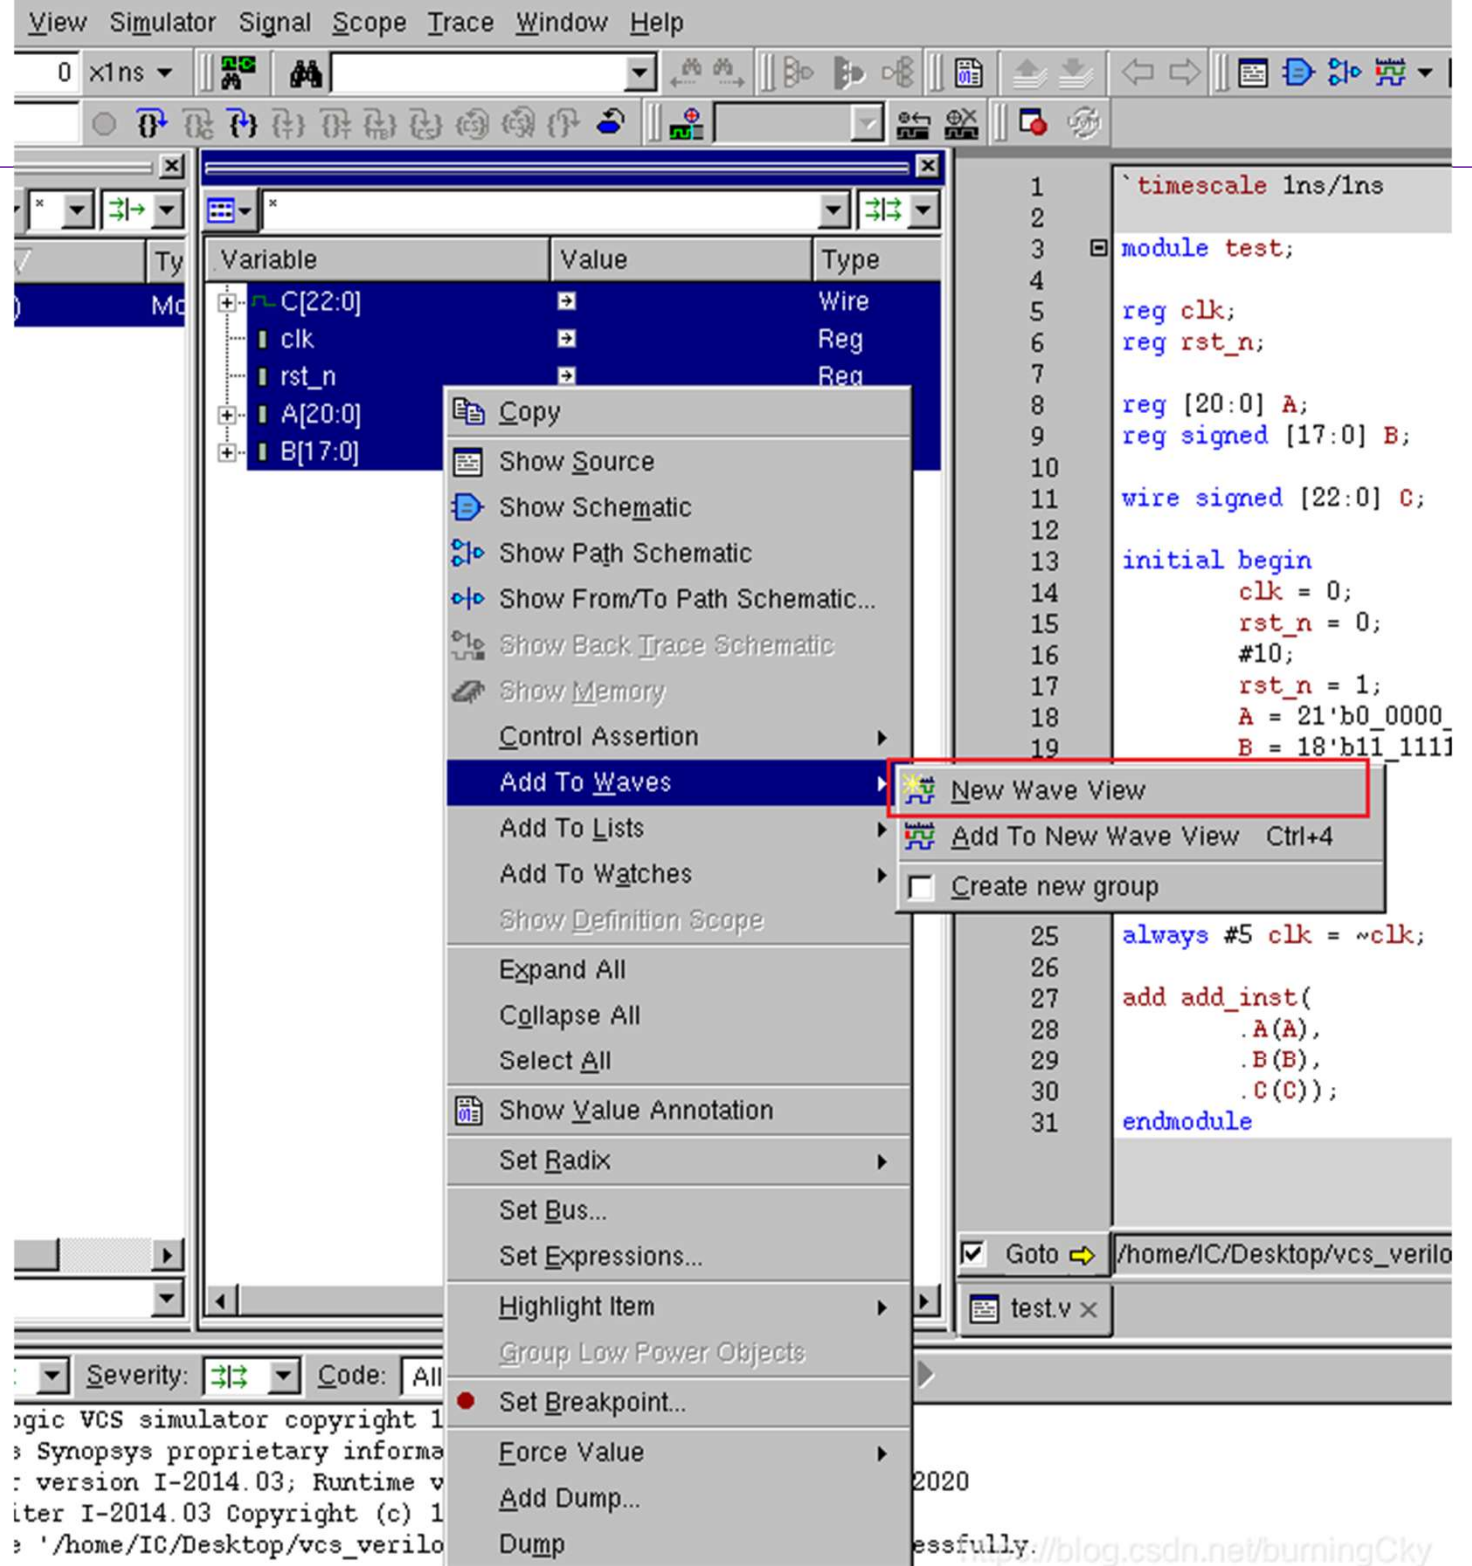 View Simulator Signal Scope Trace Window Help
0 x1ns
* *
Ty Variable Value Type
Mo C[22:0] Wire
clk Reg
rst_n Reg
A[20:0]
B[17:0]
Copy
Show Source
Show Schematic
Show Path Schematic
Show From/To Path Schematic...
Show Back Trace Schematic
Show Memory
Control Assertion
Add To Waves
Add To Lists
Add To Watches
Show Definition Scope
Expand All
Collapse All
Select All
Show Value Annotation
Set Radix
Set Bus...
Set Expressions...
Highlight Item
Group Low Power Objects
Set Breakpoint...
Force Value
Add Dump...
Dump
New Wave View
Add To New Wave View Ctrl+4
Create new group
1 `timescale 1ns/1ns
2
3 module test;
4
5 reg clk;
6 reg rst_n;
7
8 reg [20:0] A;
9 reg signed [17:0] B;
10
11 wire signed [22:0] C;
12
13 initial begin
14 clk = 0;
15 rst_n = 0;
16 #10;
17 rst_n = 1;
18 A = 21'b0_0000_
19 B = 18'b11_1111
25 always #5 clk = ~clk;
26
27 add add_inst(
28 .A(A),
29 .B(B),
30 .C(C));
31 endmodule
Goto /home/IC/Desktop/vcs_verilo
test.v
Severity: Code: All
ogic VCS simulator copyright 1
s Synopsys proprietary informa
r version I-2014.03; Runtime v 2020
iter I-2014.03 Copyright (c) 1
e '/home/IC/Desktop/vcs_verilo essfully.
https://blog.csdn.net/burningCky